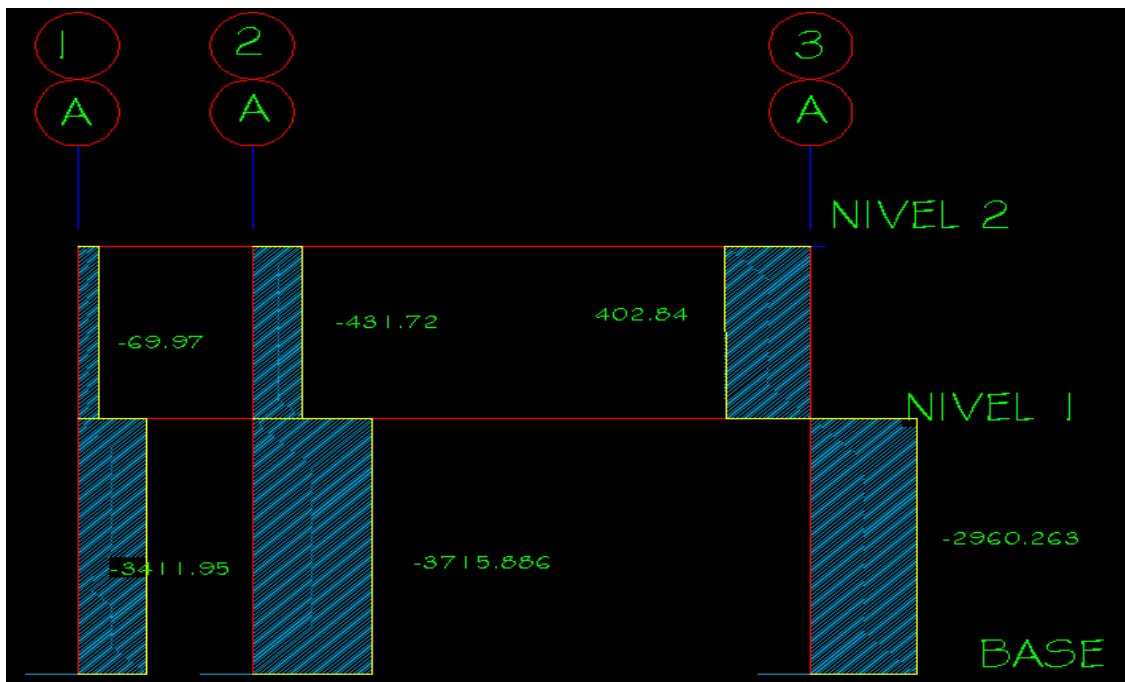 1 2 3
A A A
NIVEL 2
-69.97 -431.72 402.84
NIVEL 1
-3411.95 -3715.886 -2960.263
BASE